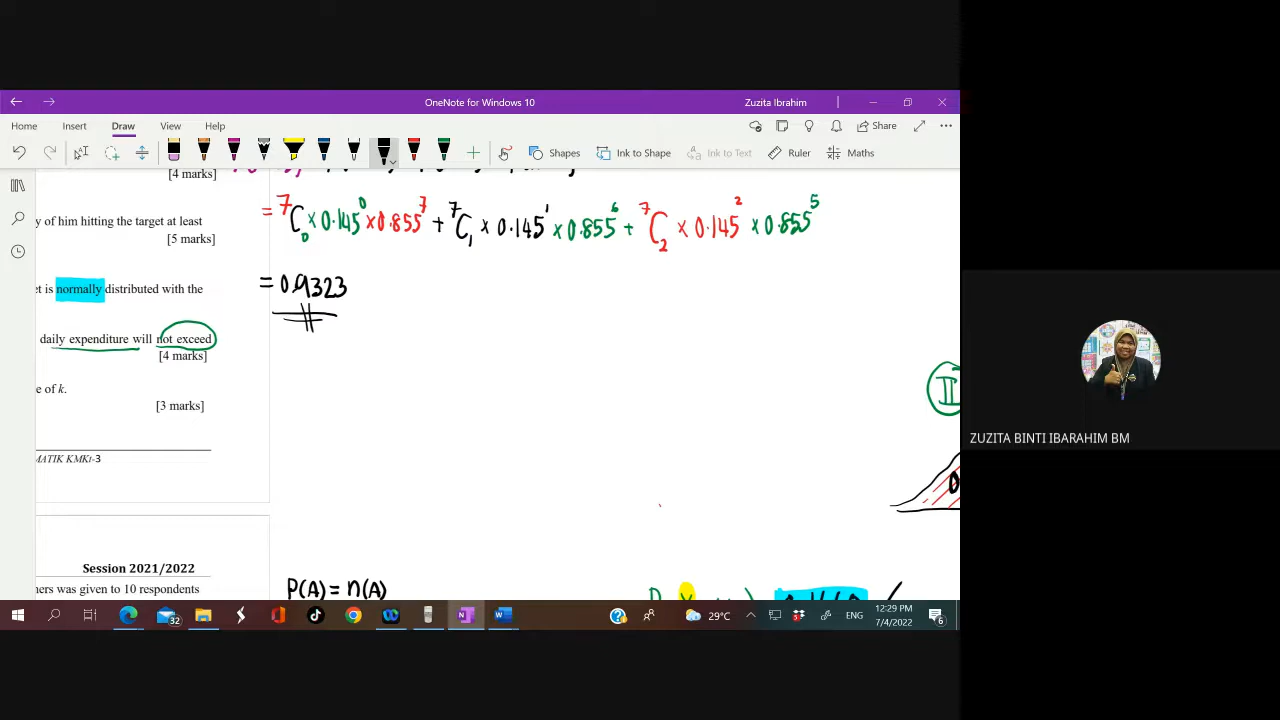 OneNote for Windows 10
Zuzita Ibrahim
Home Insert Draw View Help
Share
Shapes Ink to Shape Ink to Text Ruler Maths
[4 marks]
y of him hitting the target at least
[5 marks]
et is normally distributed with the
daily expenditure will not exceed
[4 marks]
e of k.
[3 marks]
MATIK KMKt-3
Session 2021/2022
ners was given to 10 respondents
= ⁷C₀ × 0.145⁰ × 0.855⁷ + ⁷C₁ × 0.145¹ × 0.855⁶ + ⁷C₂ × 0.145² × 0.855⁵
= 0.9323
II
P(A) = n(A)
ZUZITA BINTI IBARAHIM BM
32
29°C
ENG
12:29 PM
7/4/2022
6